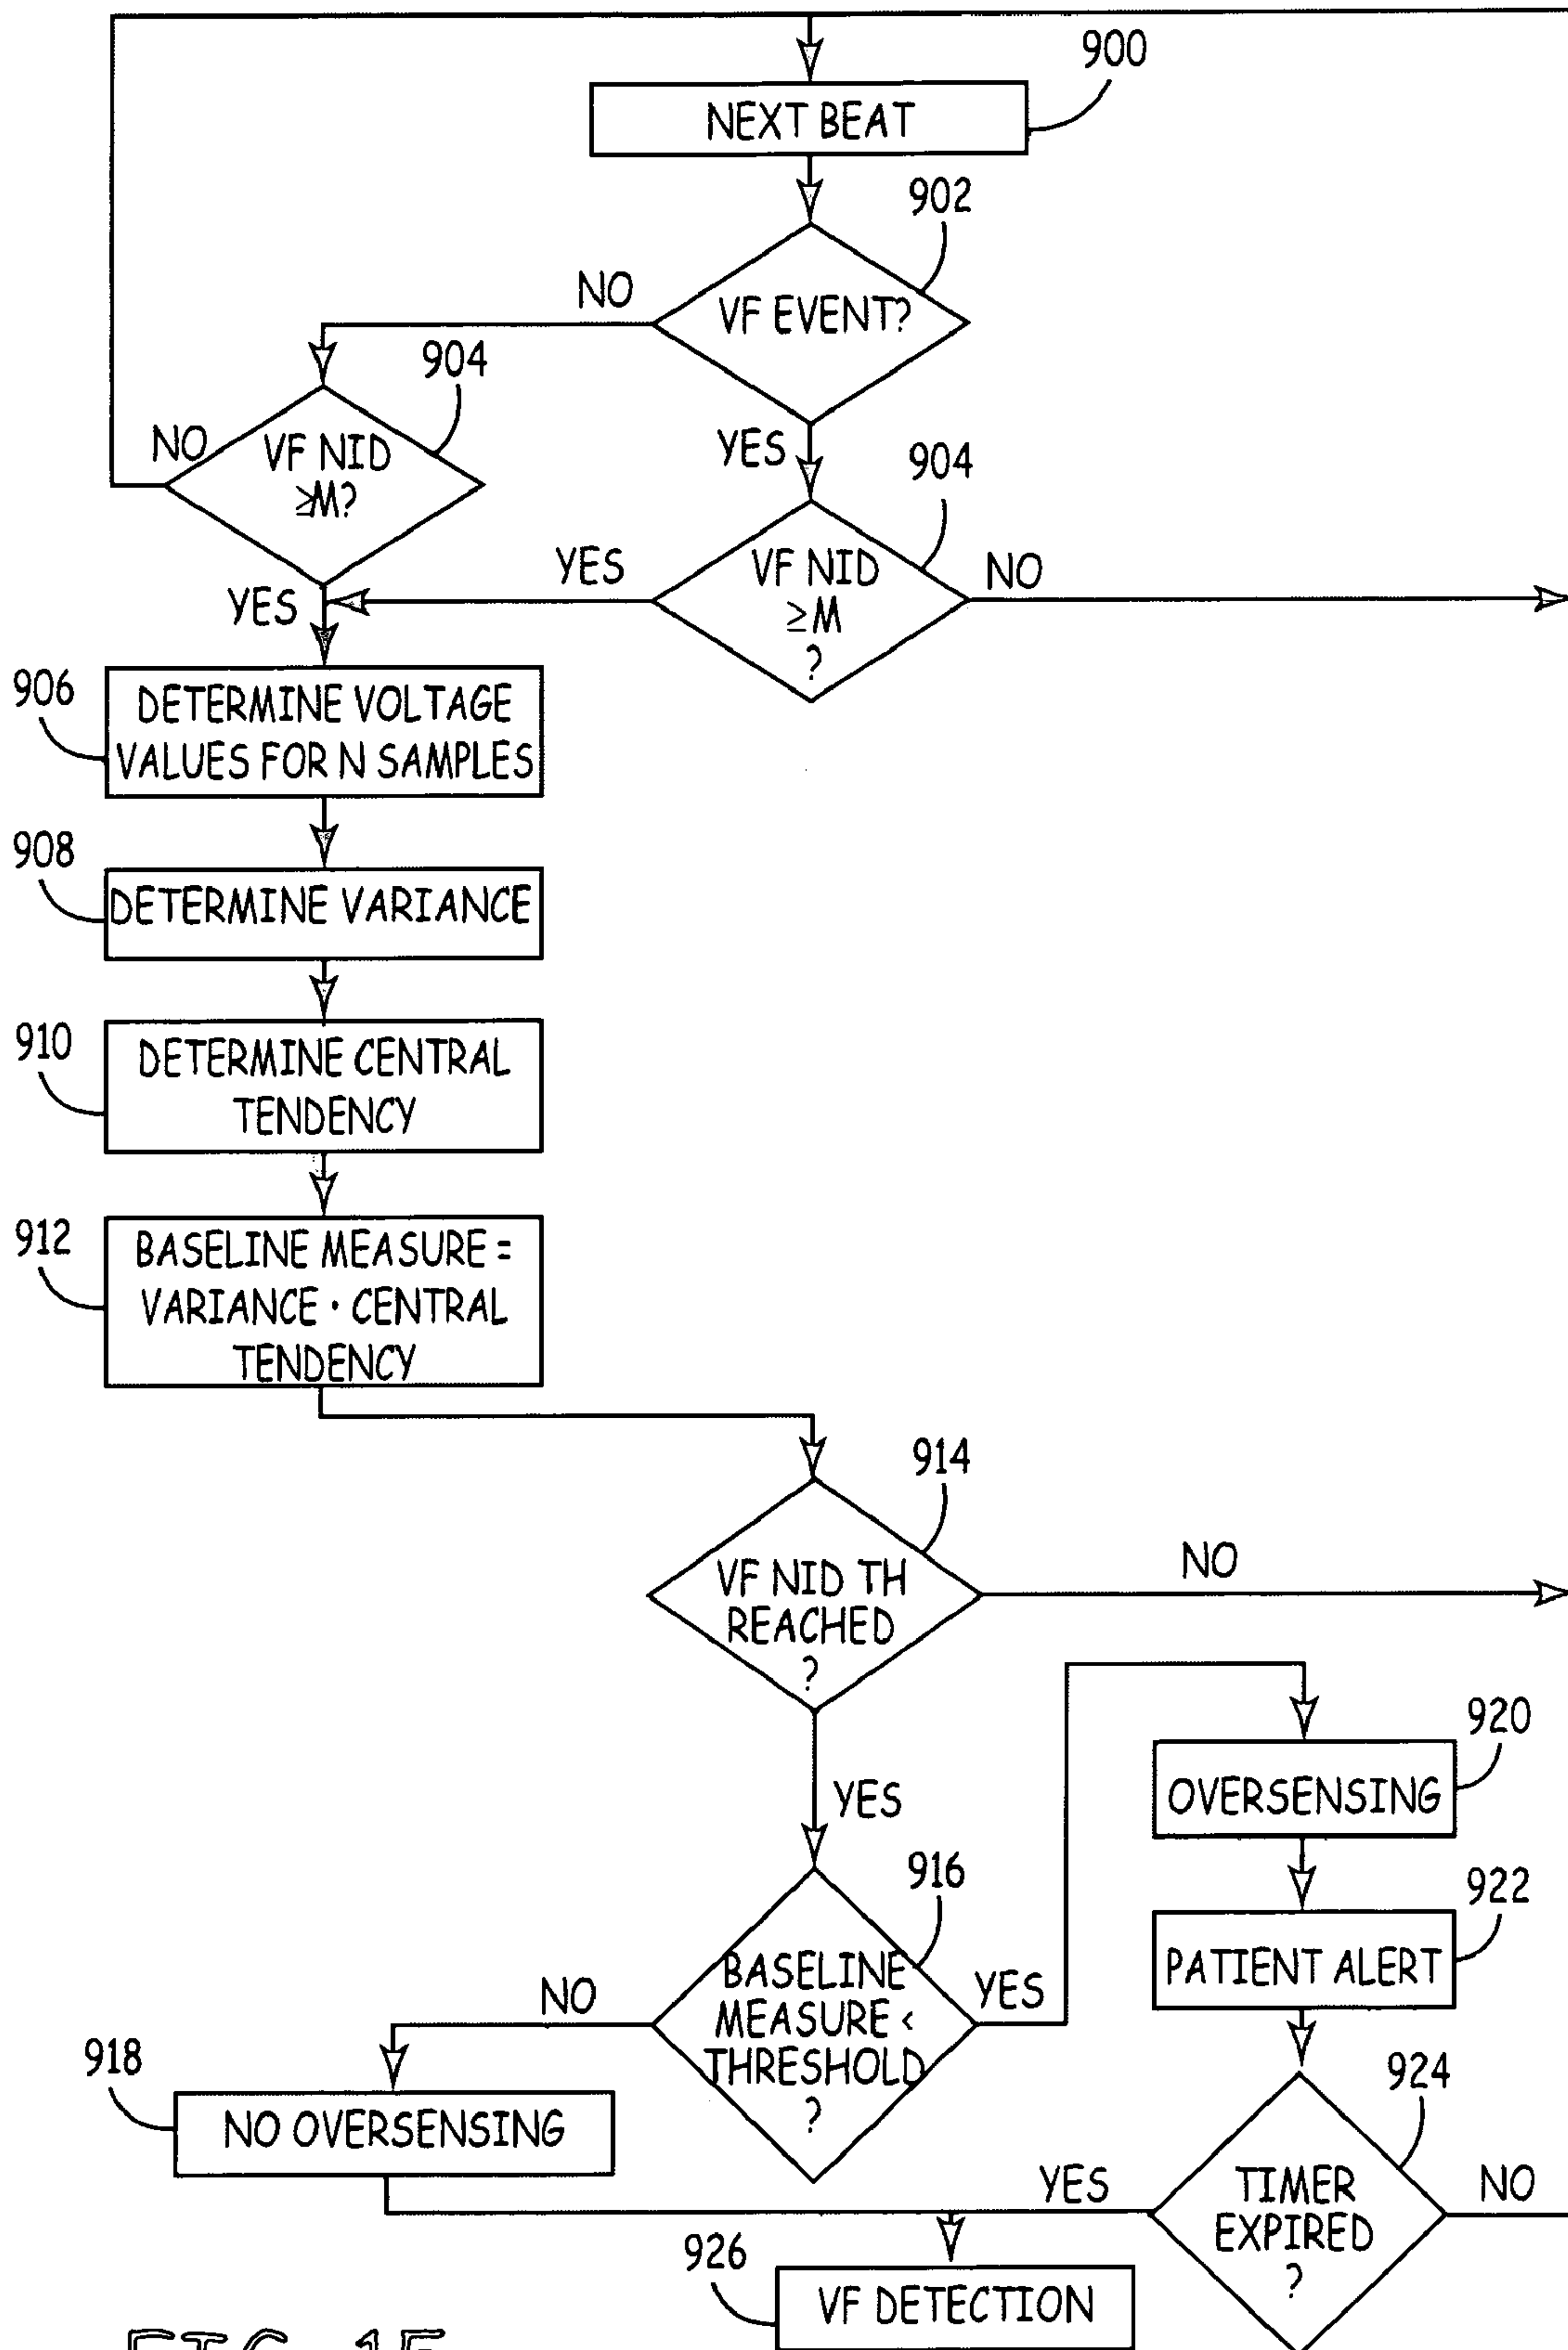 900
NEXT BEAT
902
NO
VF EVENT?
904
NO
VF NID
≥M?
YES
904
YES
VF NID
≥M
?
NO
YES
906
DETERMINE VOLTAGE
VALUES FOR N SAMPLES
908
DETERMINE VARIANCE
910
DETERMINE CENTRAL
TENDENCY
912
BASELINE MEASURE =
VARIANCE · CENTRAL
TENDENCY
914
VF NID TH
REACHED
?
NO
YES
920
OVERSENSING
916
922
PATIENT ALERT
BASELINE
MEASURE <
THRESHOLD
?
NO
YES
918
NO OVERSENSING
924
YES
TIMER
EXPIRED
?
NO
926
VF DETECTION